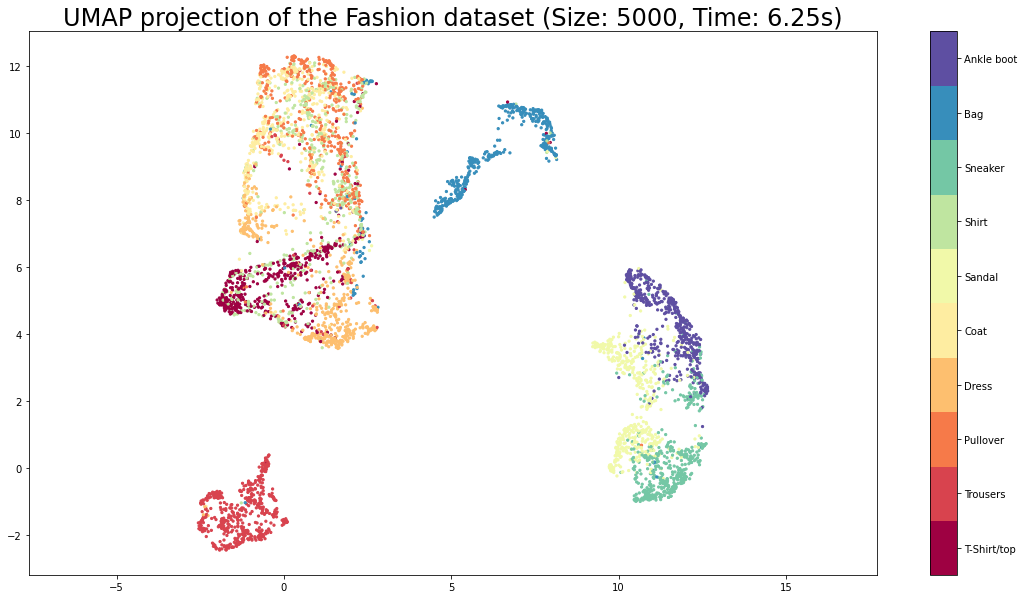 UMAP projection of the Fashion dataset (Size: 5000, Time: 6.25s)
12
10
8
6
4
2
0
−2
−5
0
5
10
15
Ankle boot
Bag
Sneaker
Shirt
Sandal
Coat
Dress
Pullover
Trousers
T-Shirt/top